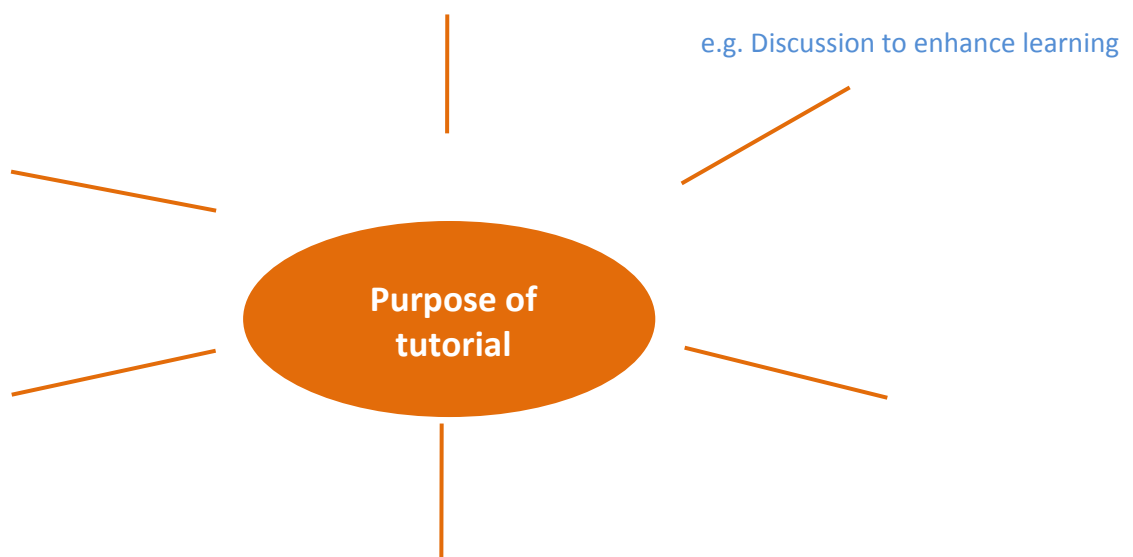 e.g. Discussion to enhance learning
Purpose of
tutorial